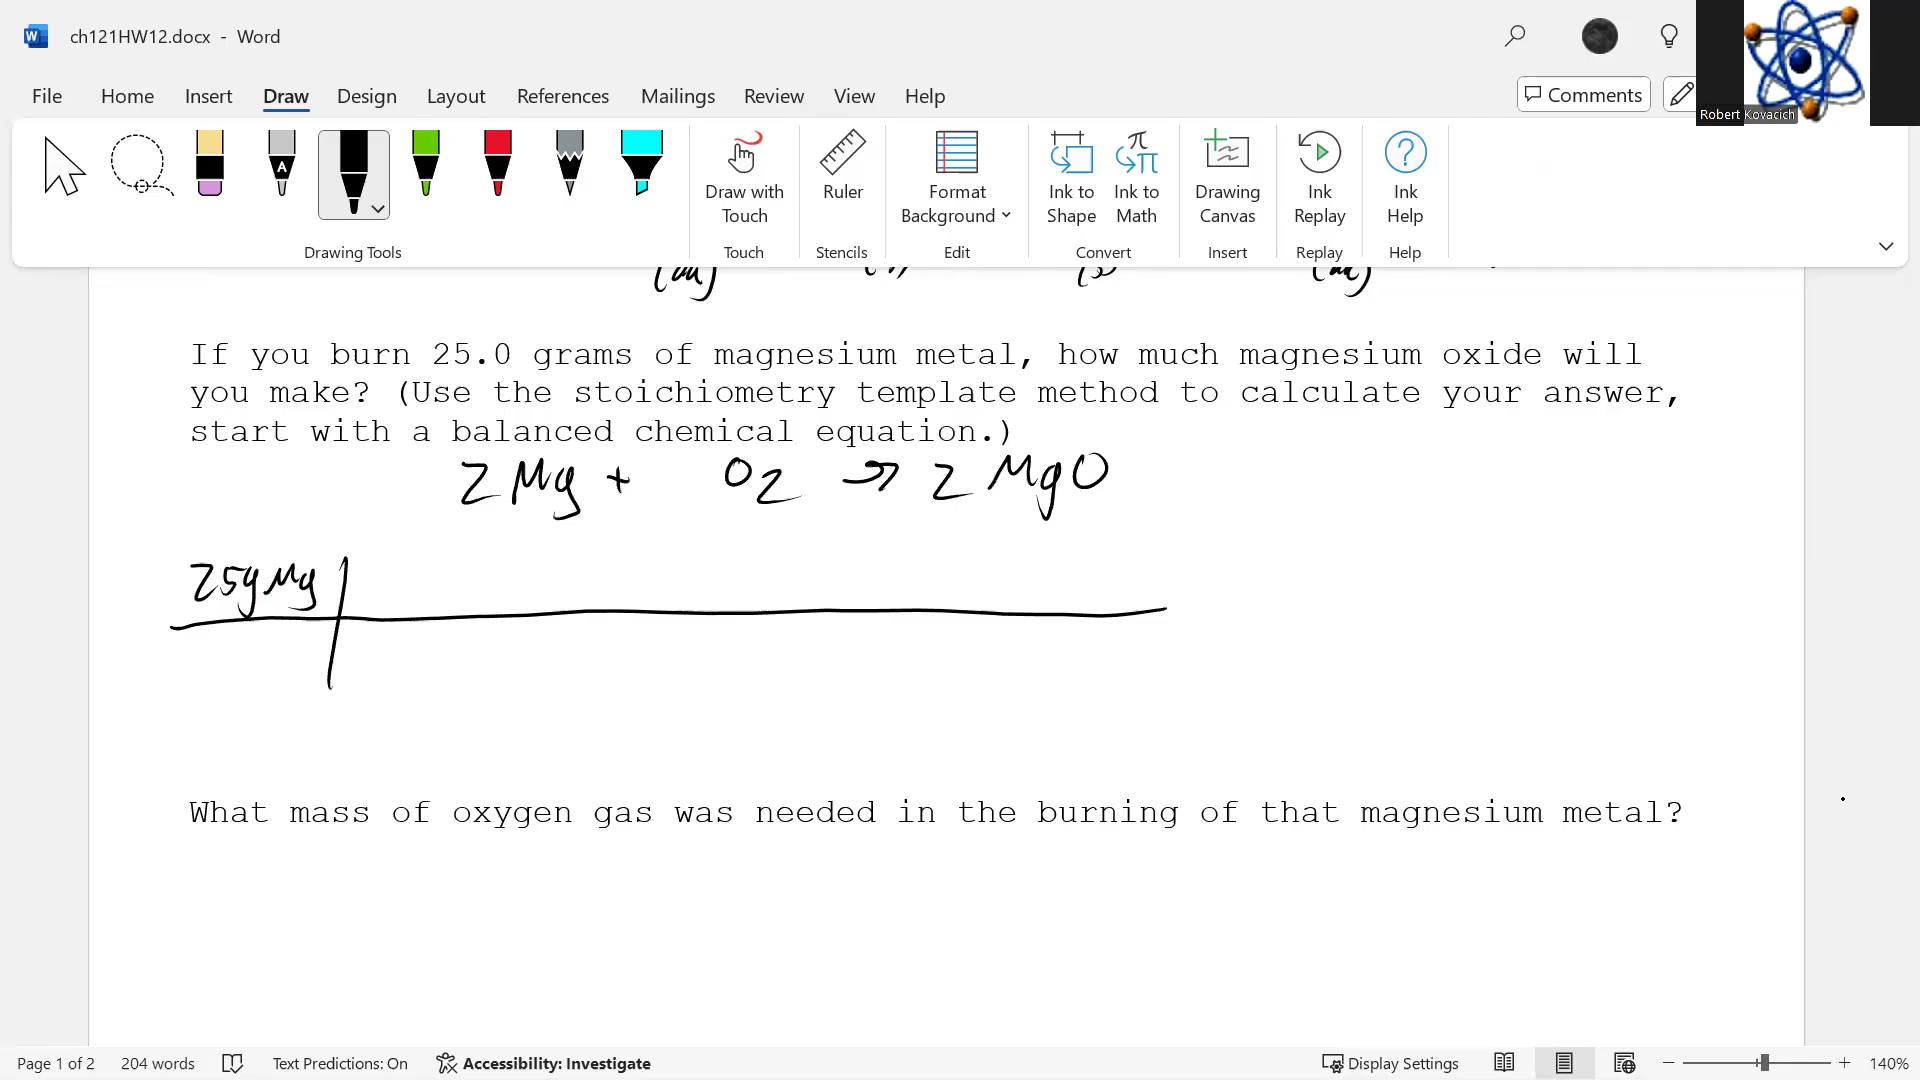 ch121HW12.docx - Word
Robert Kovacich
File Home Insert Draw Design Layout References Mailings Review View Help
Comments
A
Draw with Touch
Ruler
Format Background
Ink to Shape
Ink to Math
Drawing Canvas
Ink Replay
Ink Help
Drawing Tools Touch Stencils Edit Convert Insert Replay Help
If you burn 25.0 grams of magnesium metal, how much magnesium oxide will
you make? (Use the stoichiometry template method to calculate your answer,
start with a balanced chemical equation.)
2 Mg + O2 → 2 MgO
25g Mg
What mass of oxygen gas was needed in the burning of that magnesium metal?
Page 1 of 2 204 words Text Predictions: On Accessibility: Investigate Display Settings 140%